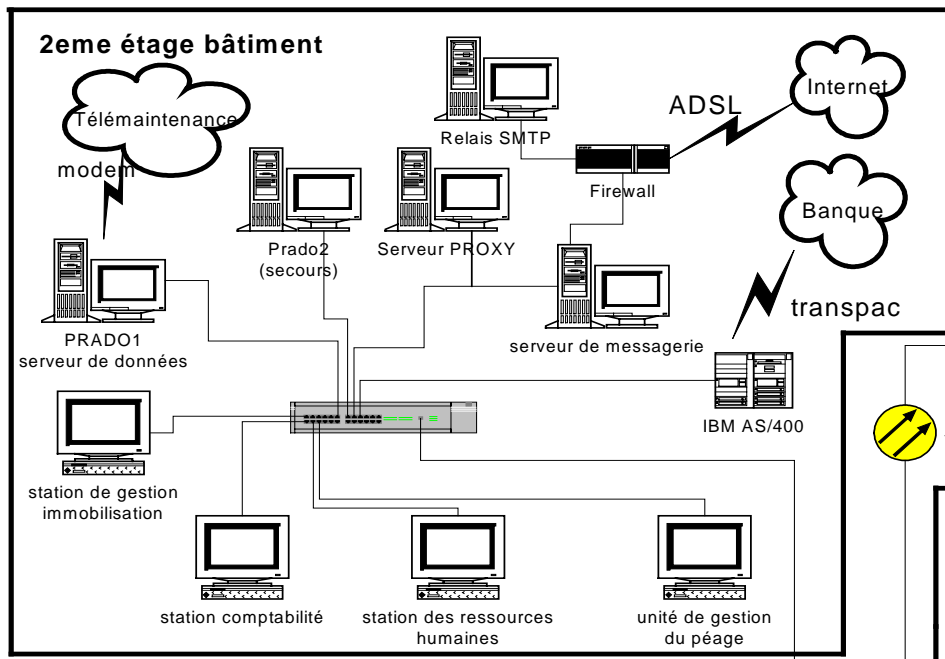 2eme étage bâtiment
Télémaintenance
modem
Relais SMTP
ADSL
Internet
Firewall
Banque
transpac
Prado2
(secours)
Serveur PROXY
PRADO1
serveur de données
serveur de messagerie
IBM AS/400
station de gestion
immobilisation
station comptabilité
station des ressources
humaines
unité de gestion
du péage